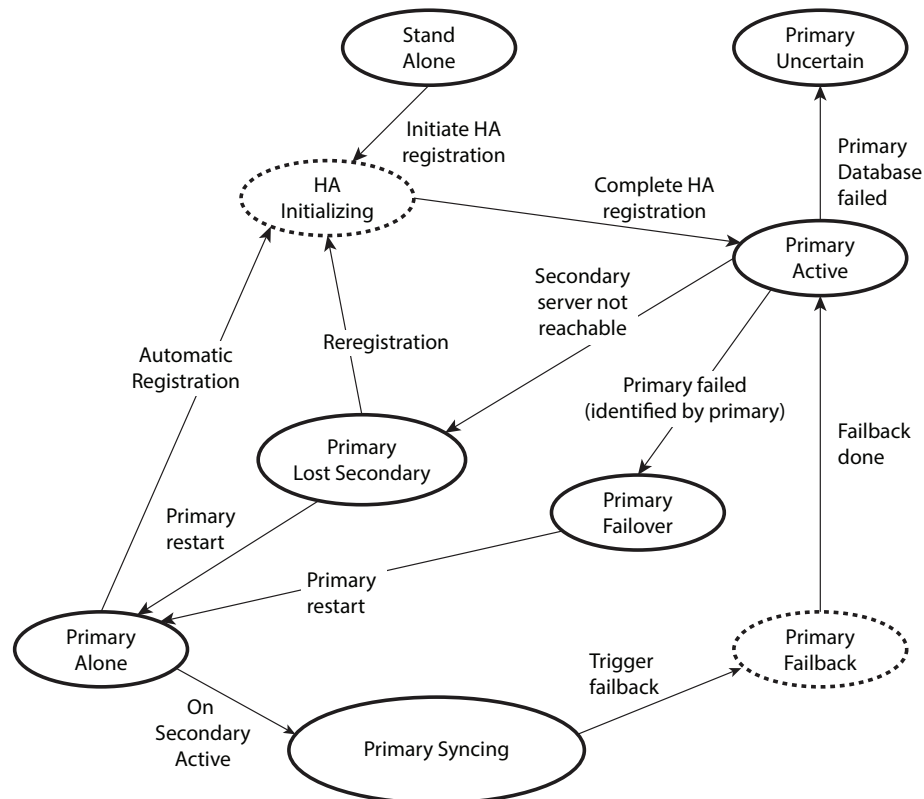 Stand
Alone
Primary
Uncertain
Initiate HA
registration
Primary
Database
failed
HA
Initializing
Complete HA
registration
Primary
Active
Secondary
server not
reachable
Automatic
Registration
Reregistration
Primary failed
(identified by primary)
Failback
done
Primary
Lost Secondary
Primary
Failover
Primary
restart
Primary
restart
Primary
Alone
Primary
Failback
Trigger
failback
On
Secondary
Active
Primary Syncing